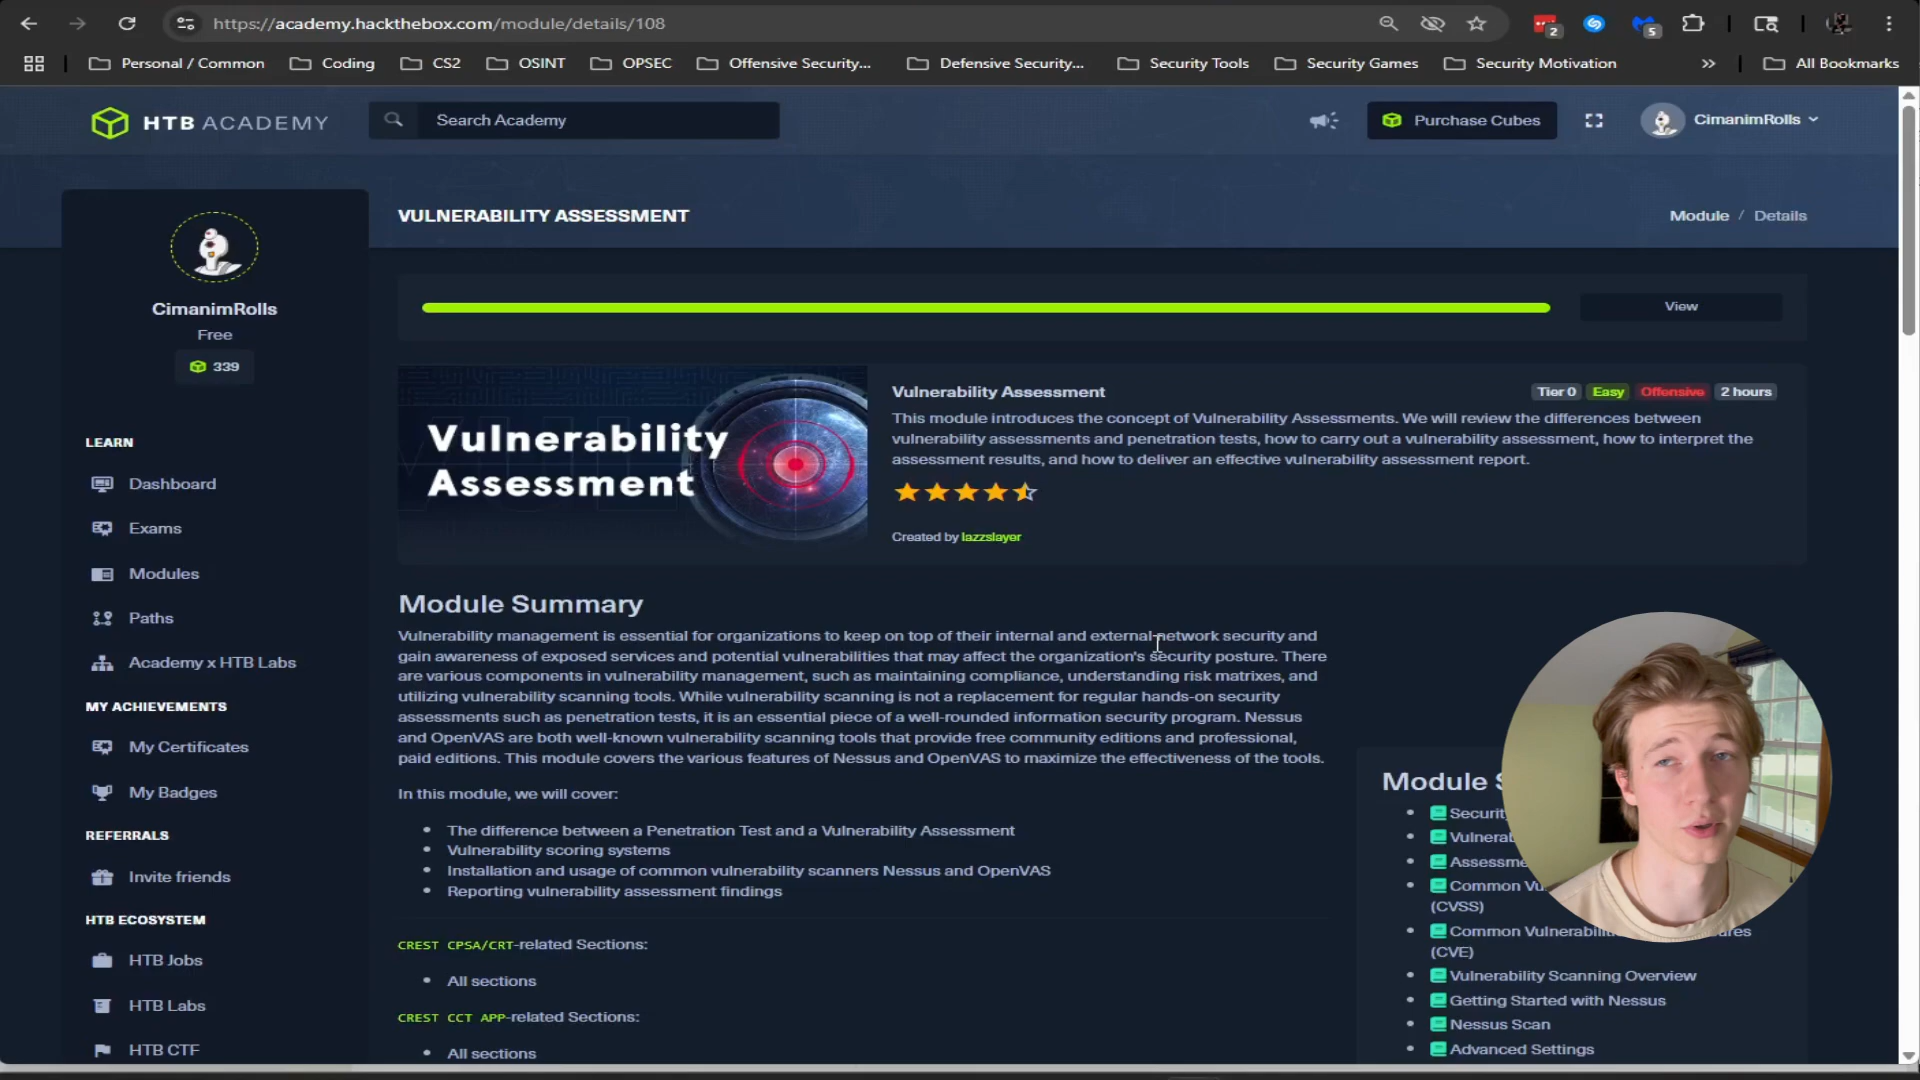 https://academy.hackthebox.com/module/details/108
2
5
Personal / Common
Coding
CS2
OSINT
OPSEC
Offensive Security...
Defensive Security...
Security Tools
Security Games
Security Motivation
»
All Bookmarks
HTB ACADEMY
Search Academy
Purchase Cubes
CimanimRolls
VULNERABILITY ASSESSMENT
Module / Details
CimanimRolls
Free
339
View
Vulnerability
Assessment
Vulnerability Assessment
Tier 0 Easy Offensive 2 hours
This module introduces the concept of Vulnerability Assessments. We will review the differences between
vulnerability assessments and penetration tests, how to carry out a vulnerability assessment, how to interpret the
assessment results, and how to deliver an effective vulnerability assessment report.
Created by lazzslayer
LEARN
Dashboard
Exams
Modules
Paths
Academy x HTB Labs
MY ACHIEVEMENTS
My Certificates
My Badges
REFERRALS
Invite friends
HTB ECOSYSTEM
HTB Jobs
HTB Labs
HTB CTF
Module Summary
Vulnerability management is essential for organizations to keep on top of their internal and external network security and
gain awareness of exposed services and potential vulnerabilities that may affect the organization's security posture. There
are various components in vulnerability management, such as maintaining compliance, understanding risk matrixes, and
utilizing vulnerability scanning tools. While vulnerability scanning is not a replacement for regular hands-on security
assessments such as penetration tests, it is an essential piece of a well-rounded information security program. Nessus
and OpenVAS are both well-known vulnerability scanning tools that provide free community editions and professional,
paid editions. This module covers the various features of Nessus and OpenVAS to maximize the effectiveness of the tools.
In this module, we will cover:
The difference between a Penetration Test and a Vulnerability Assessment
Vulnerability scoring systems
Installation and usage of common vulnerability scanners Nessus and OpenVAS
Reporting vulnerability assessment findings
CREST CPSA/CRT-related Sections:
All sections
CREST CCT APP-related Sections:
All sections
Module
Common
(CVSS)
Common
(CVE)
Vulnerability Scanning Overview
Getting Started with Nessus
Nessus Scan
Advanced Settings